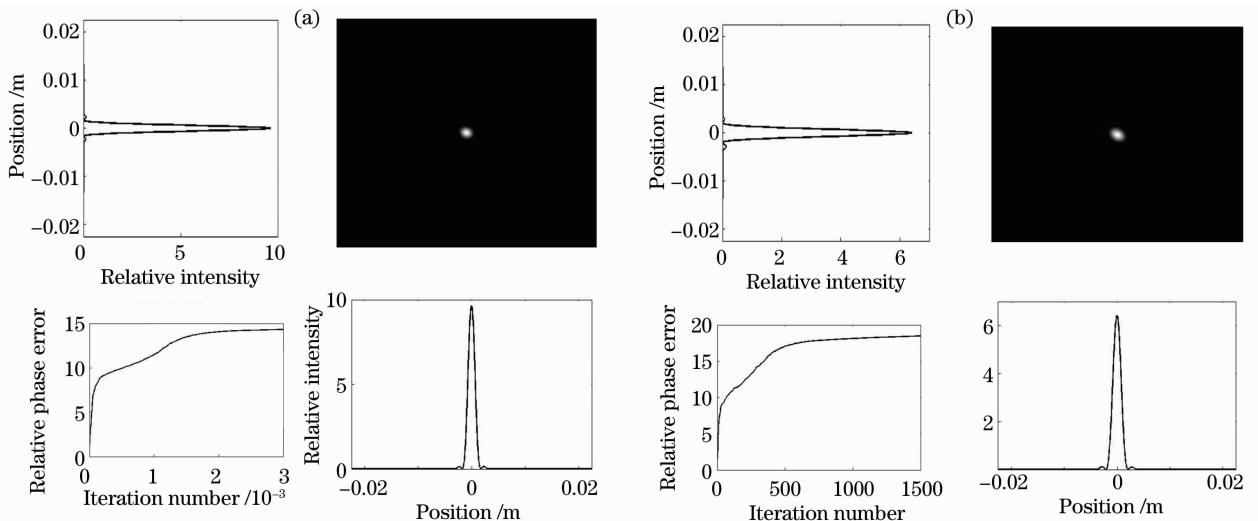 (a)
Position /m
0.02
0.01
0
−0.01
−0.02
0 5 10
Relative intensity
Relative phase error
15
10
5
0
0 1 2 3
Iteration number /10⁻³
Relative intensity
10
5
0
−0.02 0 0.02
Position /m
(b)
Position /m
0.02
0.01
0
−0.01
−0.02
0 2 4 6
Relative intensity
Relative phase error
20
15
10
5
0
0 500 1000 1500
Iteration number
6
4
2
−0.02 0 0.02
Position /m